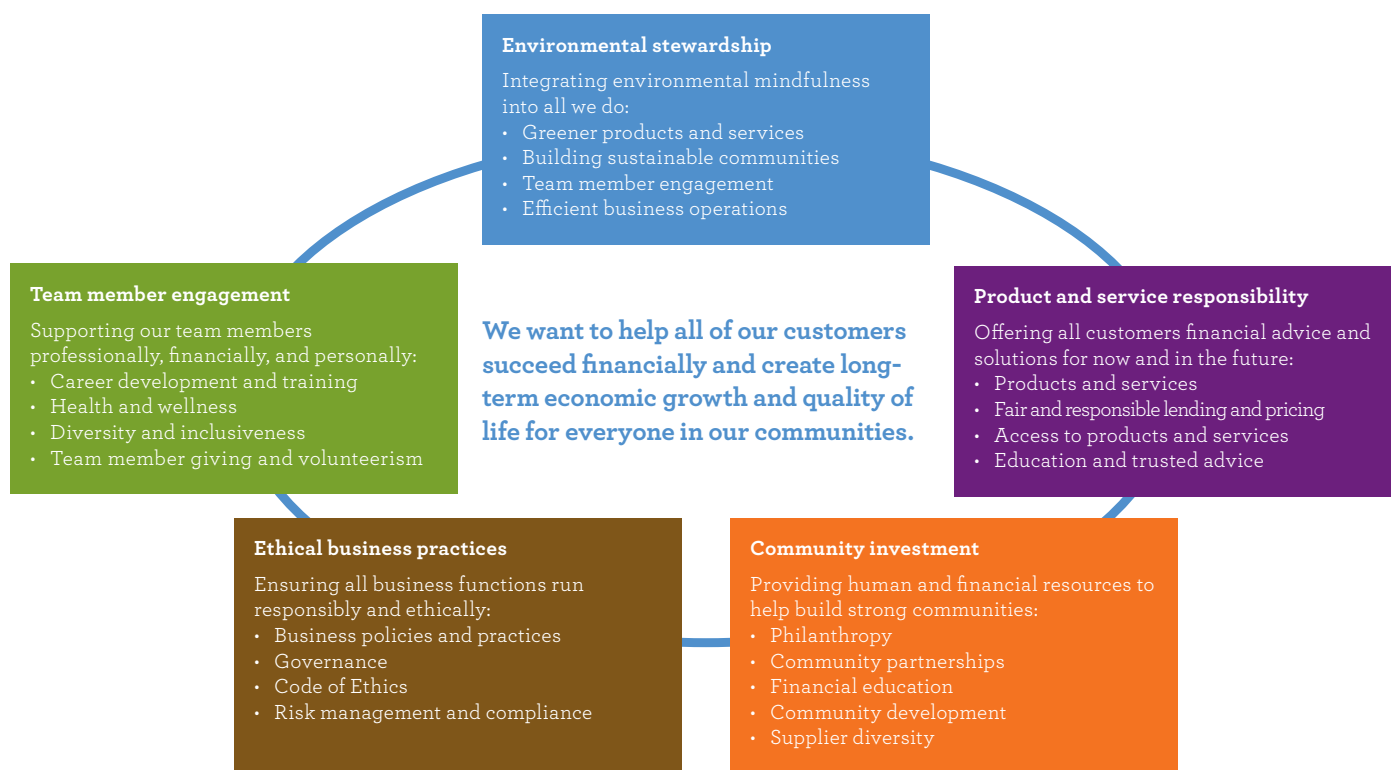 Environmental stewardship
Integrating environmental mindfulness
into all we do:
• Greener products and services
• Building sustainable communities
• Team member engagement
• Efficient business operations
Team member engagement
Supporting our team members
professionally, financially, and personally:
• Career development and training
• Health and wellness
• Diversity and inclusiveness
• Team member giving and volunteerism
We want to help all of our customers
succeed financially and create long-
term economic growth and quality of
life for everyone in our communities.
Product and service responsibility
Offering all customers financial advice and
solutions for now and in the future:
• Products and services
• Fair and responsible lending and pricing
• Access to products and services
• Education and trusted advice
Ethical business practices
Ensuring all business functions run
responsibly and ethically:
• Business policies and practices
• Governance
• Code of Ethics
• Risk management and compliance
Community investment
Providing human and financial resources to
help build strong communities:
• Philanthropy
• Community partnerships
• Financial education
• Community development
• Supplier diversity